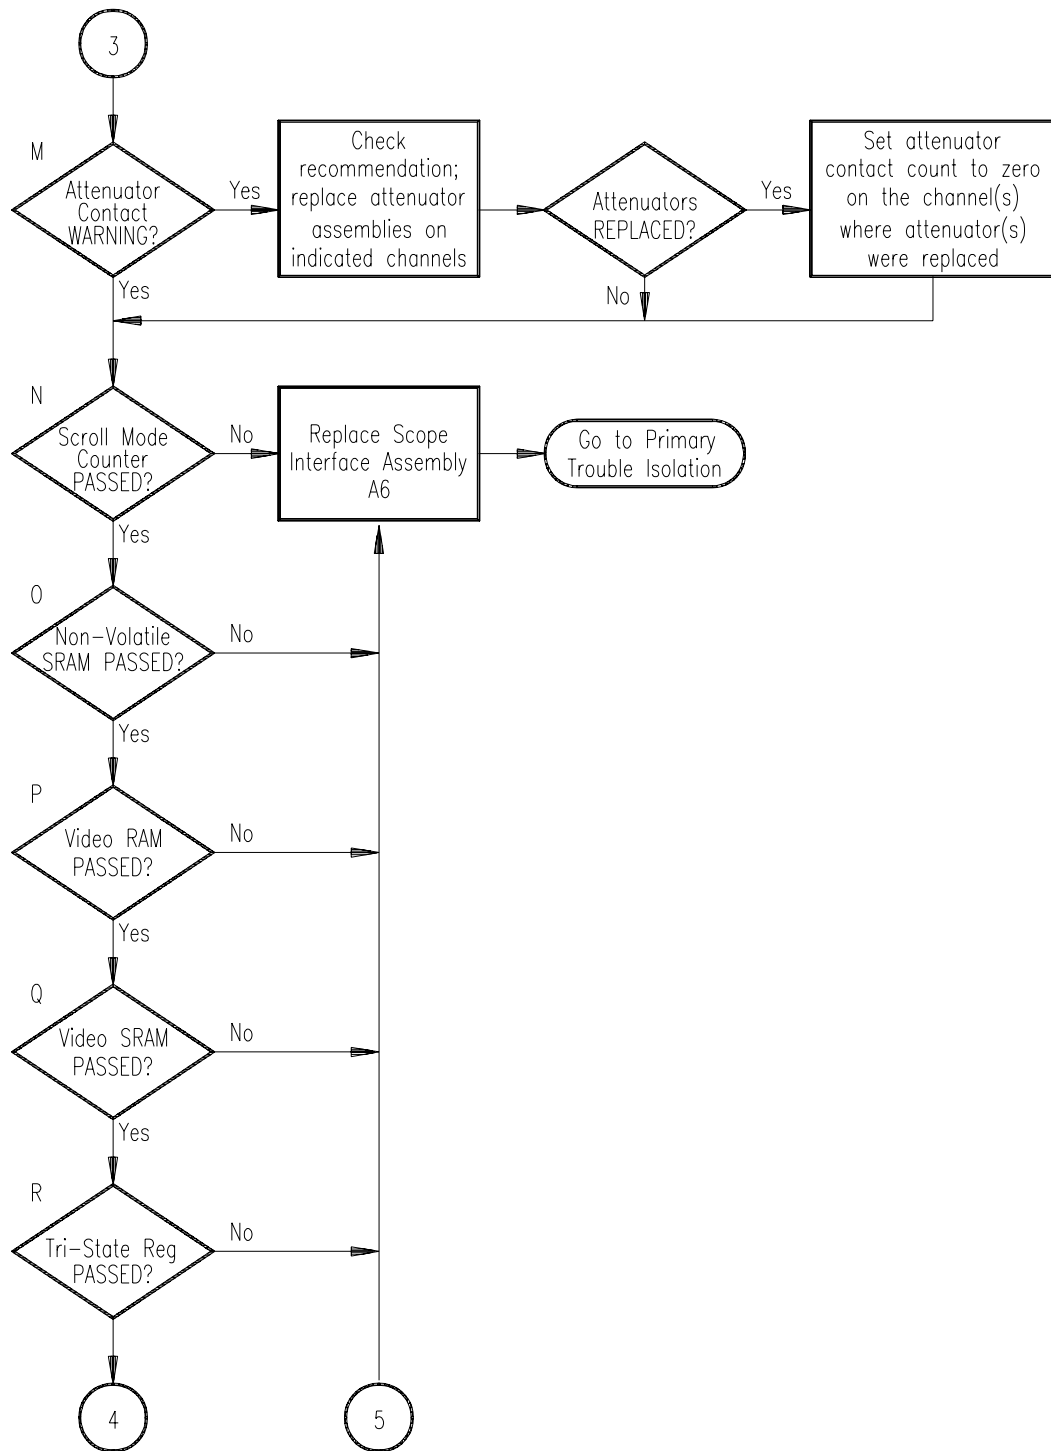 3
M
Attenuator
Contact
WARNING?
Yes
Check
recommendation;
replace attenuator
assemblies on
indicated channels
Attenuators
REPLACED?
Yes
Set attenuator
contact count to zero
on the channel(s)
where attenuator(s)
were replaced
Yes
No
N
Scroll Mode
Counter
PASSED?
No
Replace Scope
Interface Assembly
A6
Go to Primary
Trouble Isolation
Yes
O
Non-Volatile
SRAM PASSED?
No
Yes
P
Video RAM
PASSED?
No
Yes
Q
Video SRAM
PASSED?
No
Yes
R
Tri-State Reg
PASSED?
No
4
5